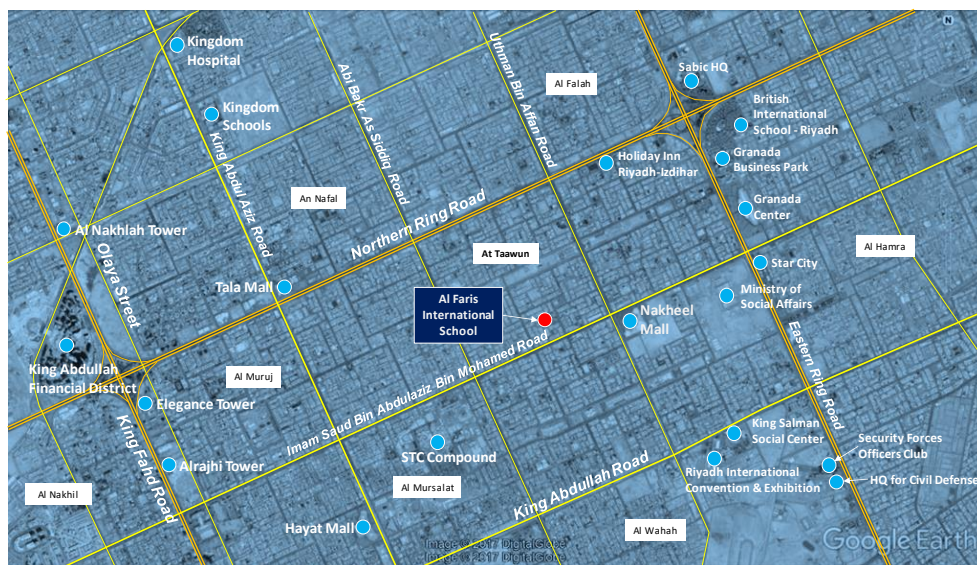 N
Kingdom
Hospital
Kingdom
Schools
King Abdul Aziz Road
Abi Bakr As Siddiq Road
Uthman Bin Affan Road
Al Falah
Sabic HQ
British
International
School - Riyadh
Holiday Inn
Riyadh-Izdihar
Granada
Business Park
Granada
Center
An Nafal
Northern Ring Road
Al Nakhlah Tower
Olaya Street
At Taawun
Al Hamra
Star City
Tala Mall
Al Faris
International
School
Nakheel
Mall
Ministry of
Social Affairs
Eastern Ring Road
King Abdullah
Financial District
Al Muruj
Imam Saud Bin Abdulaziz Bin Mohamed Road
Elegance Tower
King Fahd Road
Alrajhi Tower
STC Compound
King Salman
Social Center
Security Forces
Officers Club
Riyadh International
Convention & Exhibition
HQ for Civil Defense
Al Nakhil
Al Mursalat
King Abdullah Road
Hayat Mall
Al Wahah
Image © 2017 DigitalGlobe
Image © 2017 DigitalGlobe
Google Earth